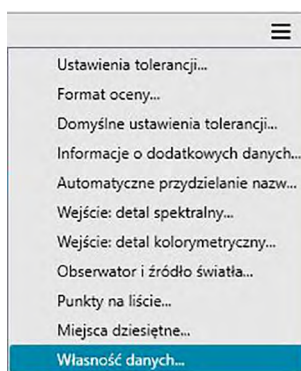 Ustawienia tolerancji...
Format oceny...
Domyślne ustawienia tolerancji...
Informacje o dodatkowych danych...
Automatyczne przydzielanie nazw...
Wejście: detal spektralny...
Wejście: detal kolorymetryczny...
Obserwator i źródło światła...
Punkty na liście...
Miejsca dziesiętne...
Własność danych...